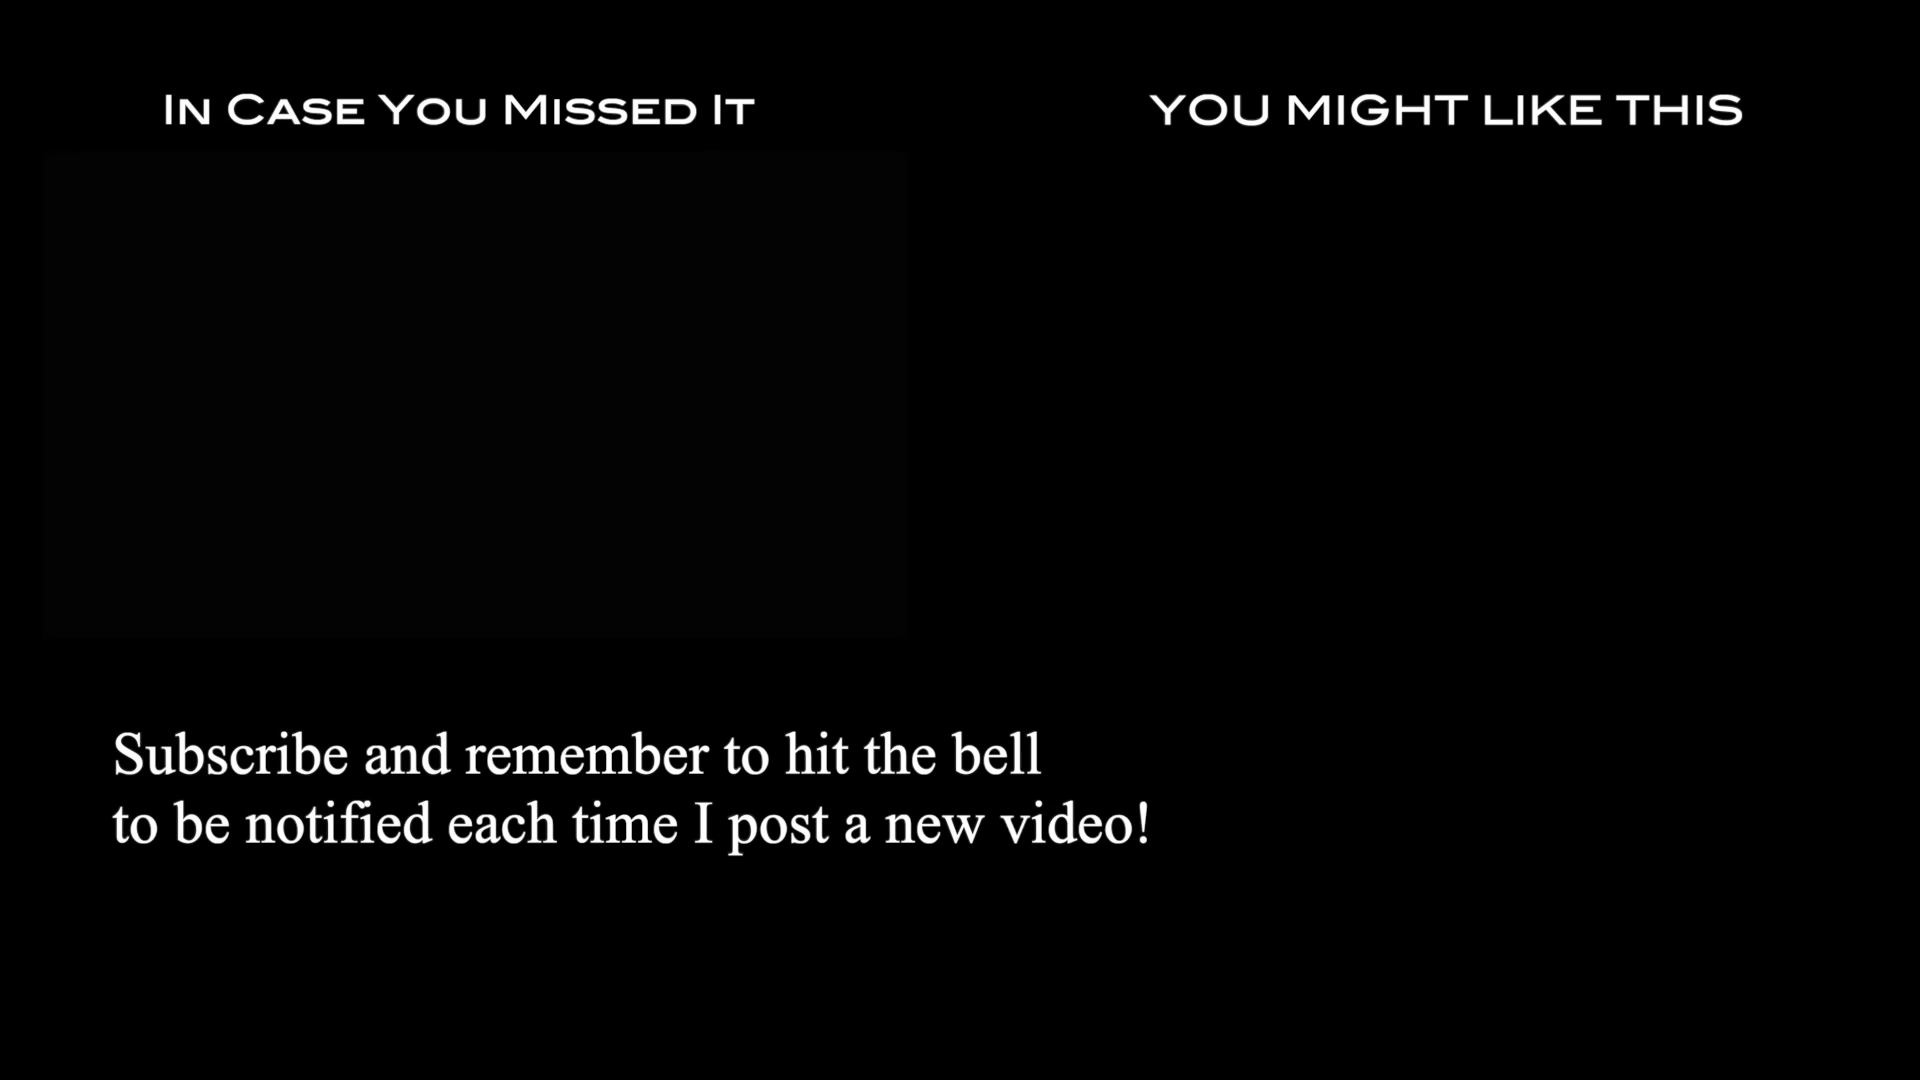 In Case You Missed It
YOU MIGHT LIKE THIS
Subscribe and remember to hit the bell
to be notified each time I post a new video!